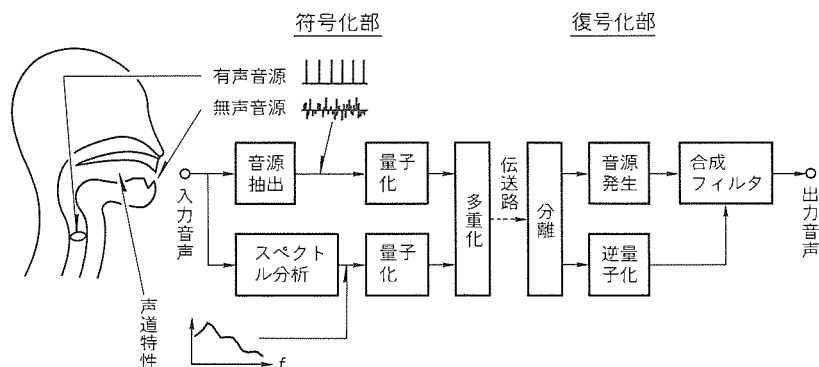 符号化部
復号化部
有声音源
無声音源
音源
抽出
量子
化
多重化
伝送路
分離
音源
発生
合成
フィルタ
入力音声
出力音声
スペクト
ル分析
量子
化
逆量
子化
声道特性
f